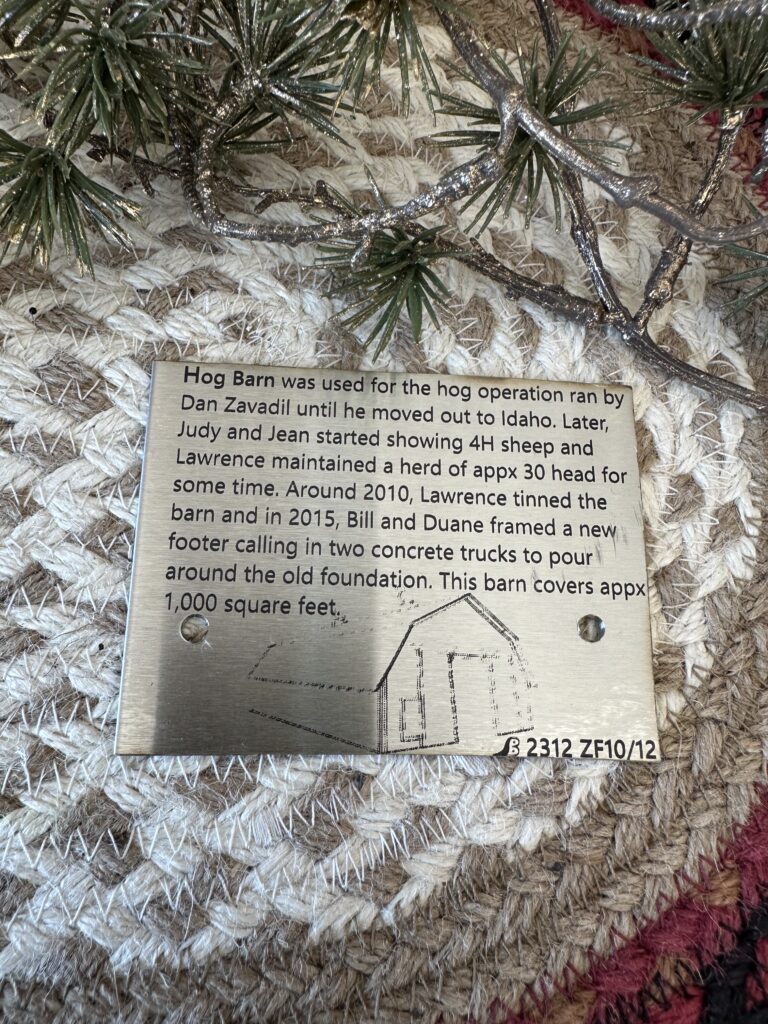 Hog Barn was used for the hog operation ran by
Dan Zavadil until he moved out to Idaho. Later,
Judy and Jean started showing 4H sheep and
Lawrence maintained a herd of appx 30 head for
some time. Around 2010, Lawrence tinned the
barn and in 2015, Bill and Duane framed a new
footer calling in two concrete trucks to pour
around the old foundation. This barn covers appx
1,000 square feet.
B 2312 ZF10/12